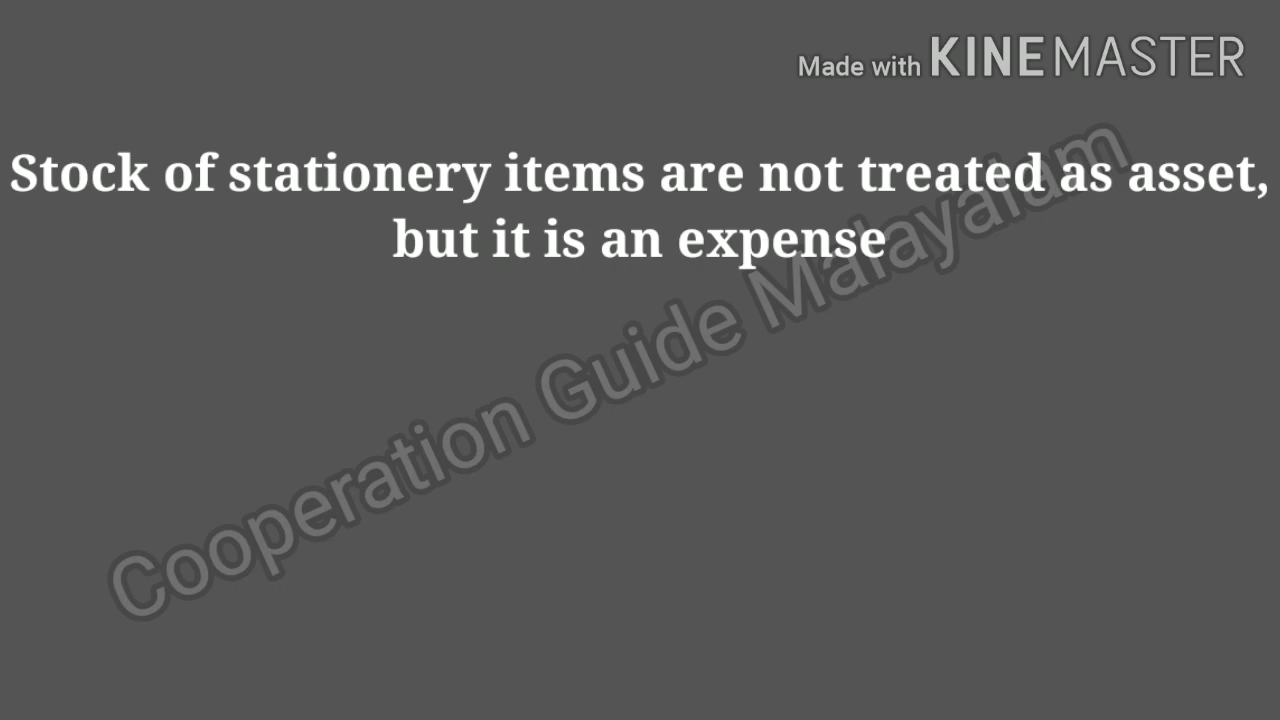 Made with KINEMASTER
Stock of stationery items are not treated as asset,
but it is an expense
Cooperation Guide Malayalam